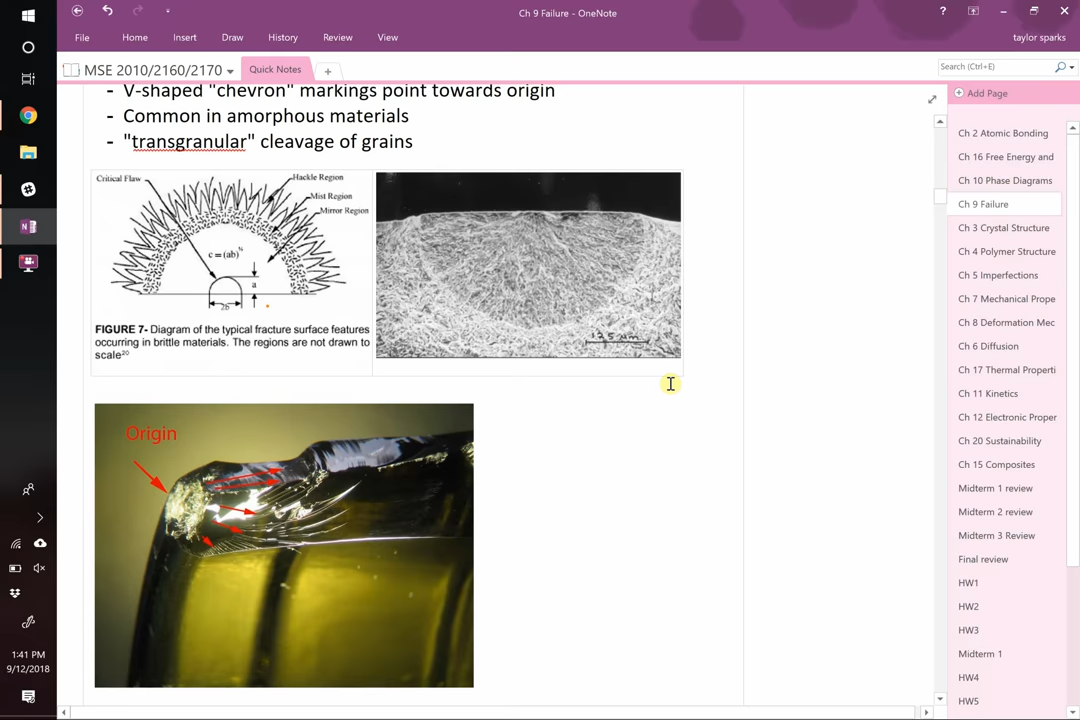 Ch 9 Failure - OneNote
?
File
Home
Insert
Draw
History
Review
View
taylor sparks
MSE 2010/2160/2170
Quick Notes
+
Search (Ctrl+E)
- V-shaped "chevron" markings point towards origin
- Common in amorphous materials
- "transgranular" cleavage of grains
Critical Flaw
Hackle Region
Mist Region
Mirror Region
a
2b
FIGURE 7- Diagram of the typical fracture surface features
occurring in brittle materials. The regions are not drawn to
scale20
Origin
Add Page
Ch 2 Atomic Bonding
Ch 16 Free Energy and
Ch 10 Phase Diagrams
Ch 9 Failure
Ch 3 Crystal Structure
Ch 4 Polymer Structure
Ch 5 Imperfections
Ch 7 Mechanical Prope
Ch 8 Deformation Mec
Ch 6 Diffusion
Ch 17 Thermal Properti
Ch 11 Kinetics
Ch 12 Electronic Proper
Ch 20 Sustainability
Ch 15 Composites
Midterm 1 review
Midterm 2 review
Midterm 3 Review
Final review
HW1
HW2
HW3
Midterm 1
HW4
HW5
1:41 PM
9/12/2018